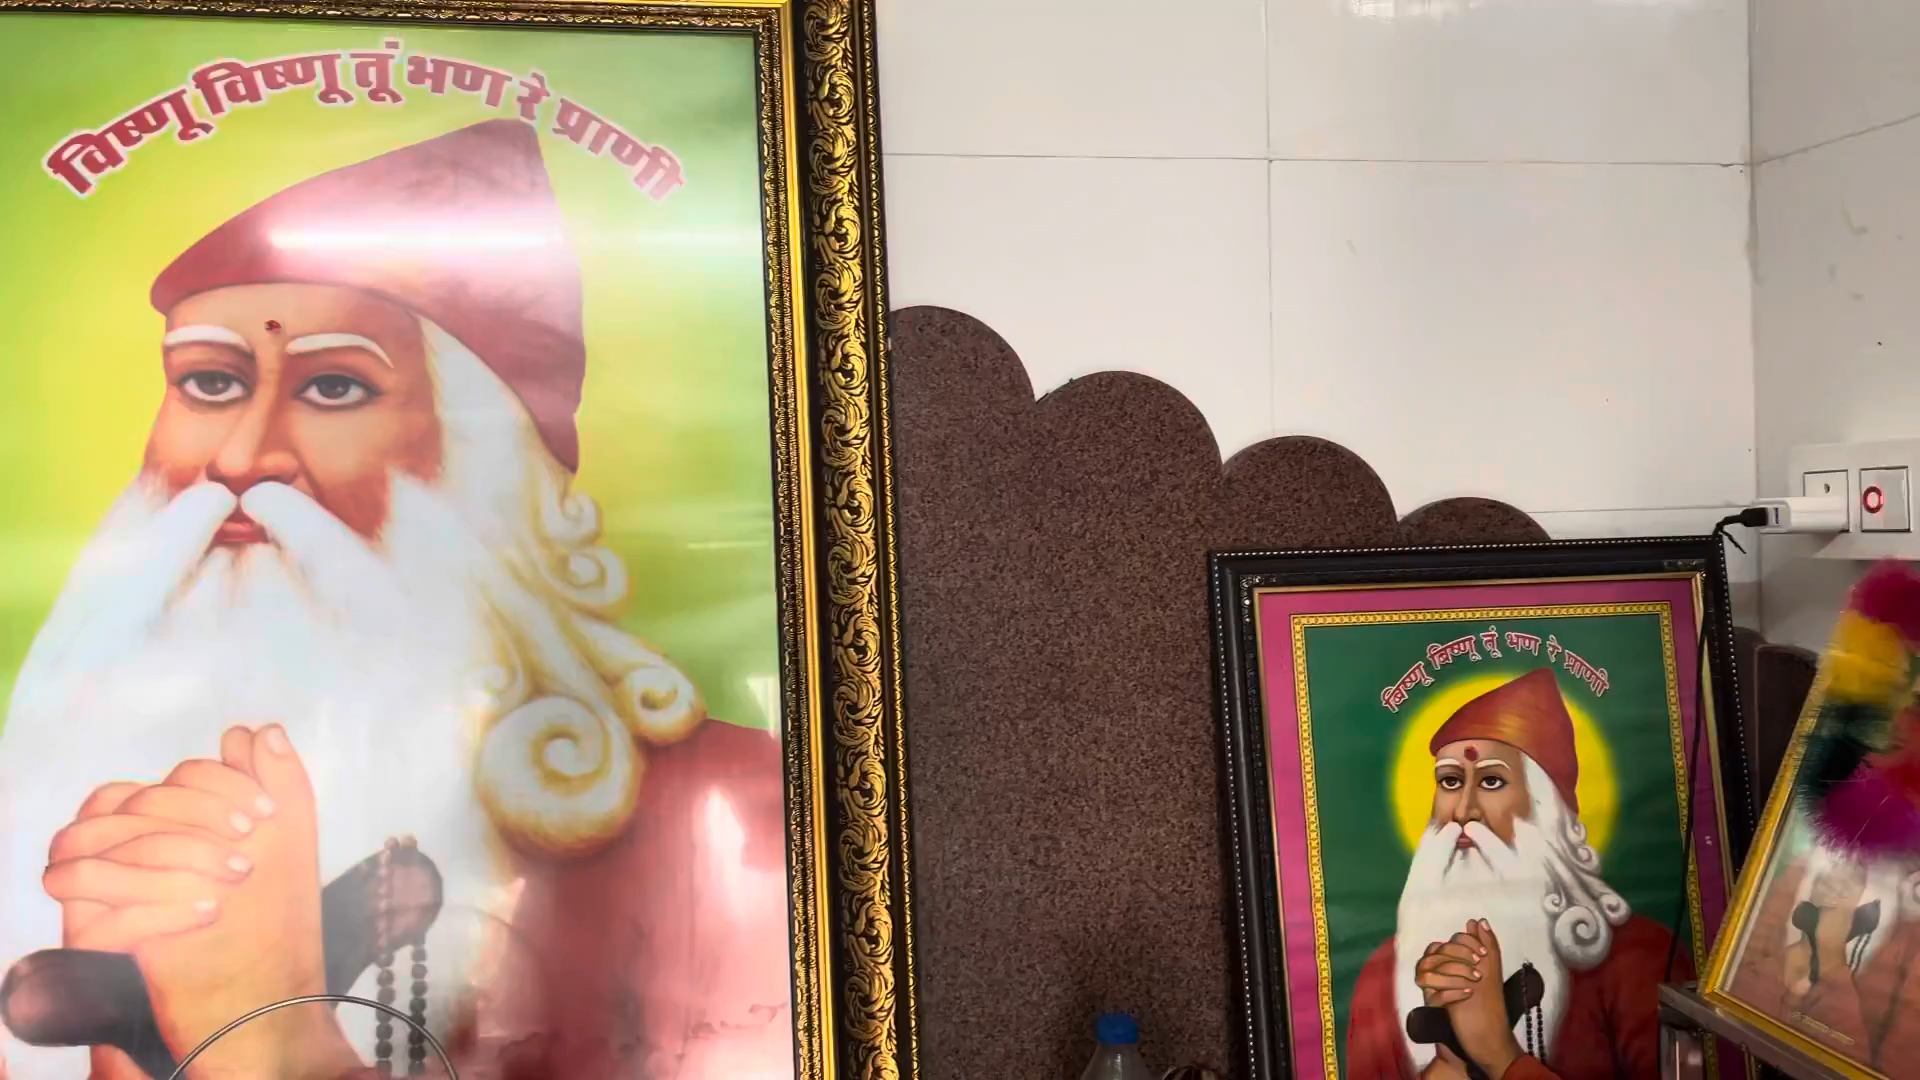 विष्णू विष्णू तूं भण रे प्राणी
बिष्णू बिष्णू तूं भण रे प्राणी